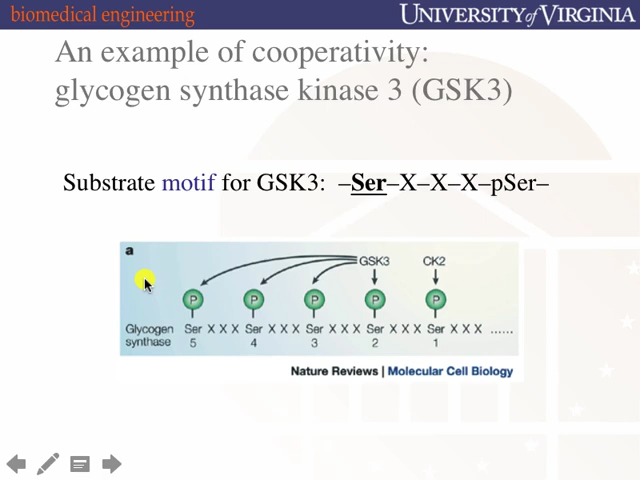 biomedical engineering
UNIVERSITY of VIRGINIA
An example of cooperativity:
glycogen synthase kinase 3 (GSK3)
Substrate motif for GSK3: –Ser–X–X–X–pSer–
a
GSK3 CK2
P P P P P
Glycogen Ser X X X Ser X X X Ser X X X Ser X X X Ser X X X ......
synthase 5 4 3 2 1
Nature Reviews | Molecular Cell Biology